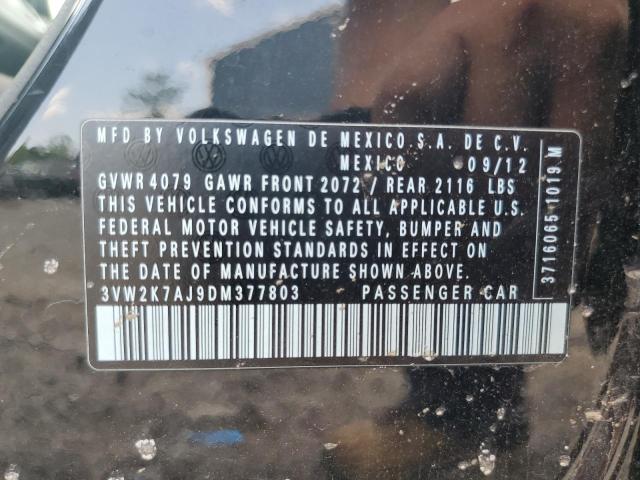 MFD BY VOLKSWAGEN DE MEXICO S.A. DE C.V.
MEXICO 09/12
GVWR 4079 GAWR FRONT 2072 / REAR 2116 LBS
THIS VEHICLE CONFORMS TO ALL APPLICABLE U.S.
FEDERAL MOTOR VEHICLE SAFETY, BUMPER AND
THEFT PREVENTION STANDARDS IN EFFECT ON
THE DATE OF MANUFACTURE SHOWN ABOVE.
3VW2K7AJ9DM377803 PASSENGER CAR
3716065 1019 M